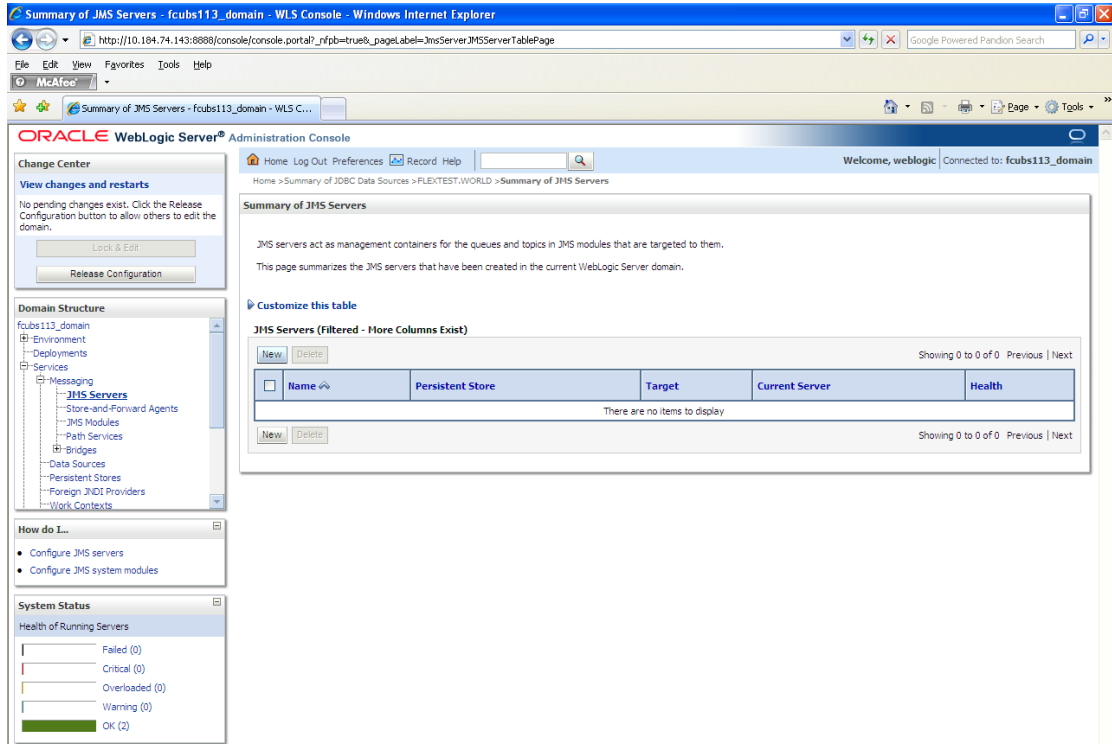 Summary of JMS Servers - fcubs113_domain - WLS Console - Windows Internet Explorer
http://10.184.74.143:8888/console/console.portal?_nfpb=true&_pageLabel=JmsServerJMSServerTablePage
Google Powered Pandion Search
File Edit View Favorites Tools Help
McAfee
Summary of JMS Servers - fcubs113_domain - WLS C...
Page Tools
ORACLE WebLogic Server® Administration Console
Change Center
View changes and restarts
No pending changes exist. Click the Release
Configuration button to allow others to edit the
domain.
Lock & Edit
Release Configuration
Domain Structure
fcubs113_domain
Environment
Deployments
Services
Messaging
JMS Servers
Store-and-Forward Agents
JMS Modules
Path Services
Bridges
Data Sources
Persistent Stores
Foreign JNDI Providers
Work Contexts
How do I...
Configure JMS servers
Configure JMS system modules
System Status
Health of Running Servers
Failed (0)
Critical (0)
Overloaded (0)
Warning (0)
OK (2)
Home Log Out Preferences Record Help
Welcome, weblogic Connected to: fcubs113_domain
Home >Summary of JDBC Data Sources >FLEXTEST.WORLD >Summary of JMS Servers
Summary of JMS Servers
JMS servers act as management containers for the queues and topics in JMS modules that are targeted to them.
This page summarizes the JMS servers that have been created in the current WebLogic Server domain.
Customize this table
JMS Servers (Filtered - More Columns Exist)
New Delete Showing 0 to 0 of 0 Previous | Next
Name Persistent Store Target Current Server Health
There are no items to display
New Delete Showing 0 to 0 of 0 Previous | Next